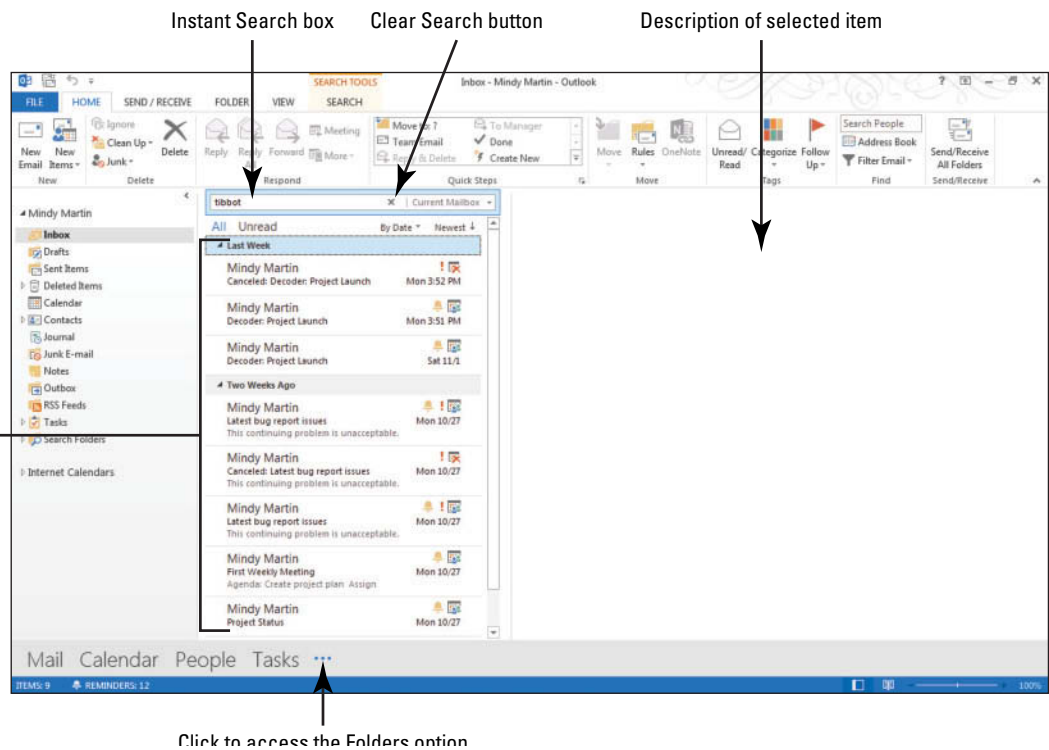 Instant Search box Clear Search button Description of selected item
Inbox - Mindy Martin - Outlook
SEARCH TOOLS
FILE HOME SEND / RECEIVE FOLDER VIEW SEARCH
New Email
New Items
Ignore
Clean Up
Junk
Delete
Reply
Reply All
Forward
Meeting
More
Move to: ?
Team Email
Reply & Delete
To Manager
Done
Create New
Move
Rules
OneNote
Unread/ Read
Categorize
Follow Up
Search People
Address Book
Filter Email
Send/Receive All Folders
New Delete Respond Quick Steps Move Tags Find Send/Receive
Mindy Martin
Inbox
Drafts
Sent Items
Deleted Items
Calendar
Contacts
Journal
Junk E-mail
Notes
Outbox
RSS Feeds
Tasks
Search Folders
Internet Calendars
tibbot Current Mailbox
All Unread By Date Newest
Last Week
Mindy Martin
Canceled: Decoder: Project Launch Mon 3:52 PM
Mindy Martin
Decoder: Project Launch Mon 3:51 PM
Mindy Martin
Decoder: Project Launch Sat 11/1
Two Weeks Ago
Mindy Martin
Latest bug report issues Mon 10/27
This continuing problem is unacceptable.
Mindy Martin
Canceled: Latest bug report issues Mon 10/27
This continuing problem is unacceptable.
Mindy Martin
Latest bug report issues Mon 10/27
This continuing problem is unacceptable.
Mindy Martin
First Weekly Meeting Mon 10/27
Agenda: Create project plan Assign
Mindy Martin
Project Status Mon 10/27
Mail Calendar People Tasks ...
ITEMS: 9 REMINDERS: 12 100%
Click to access the Folders option